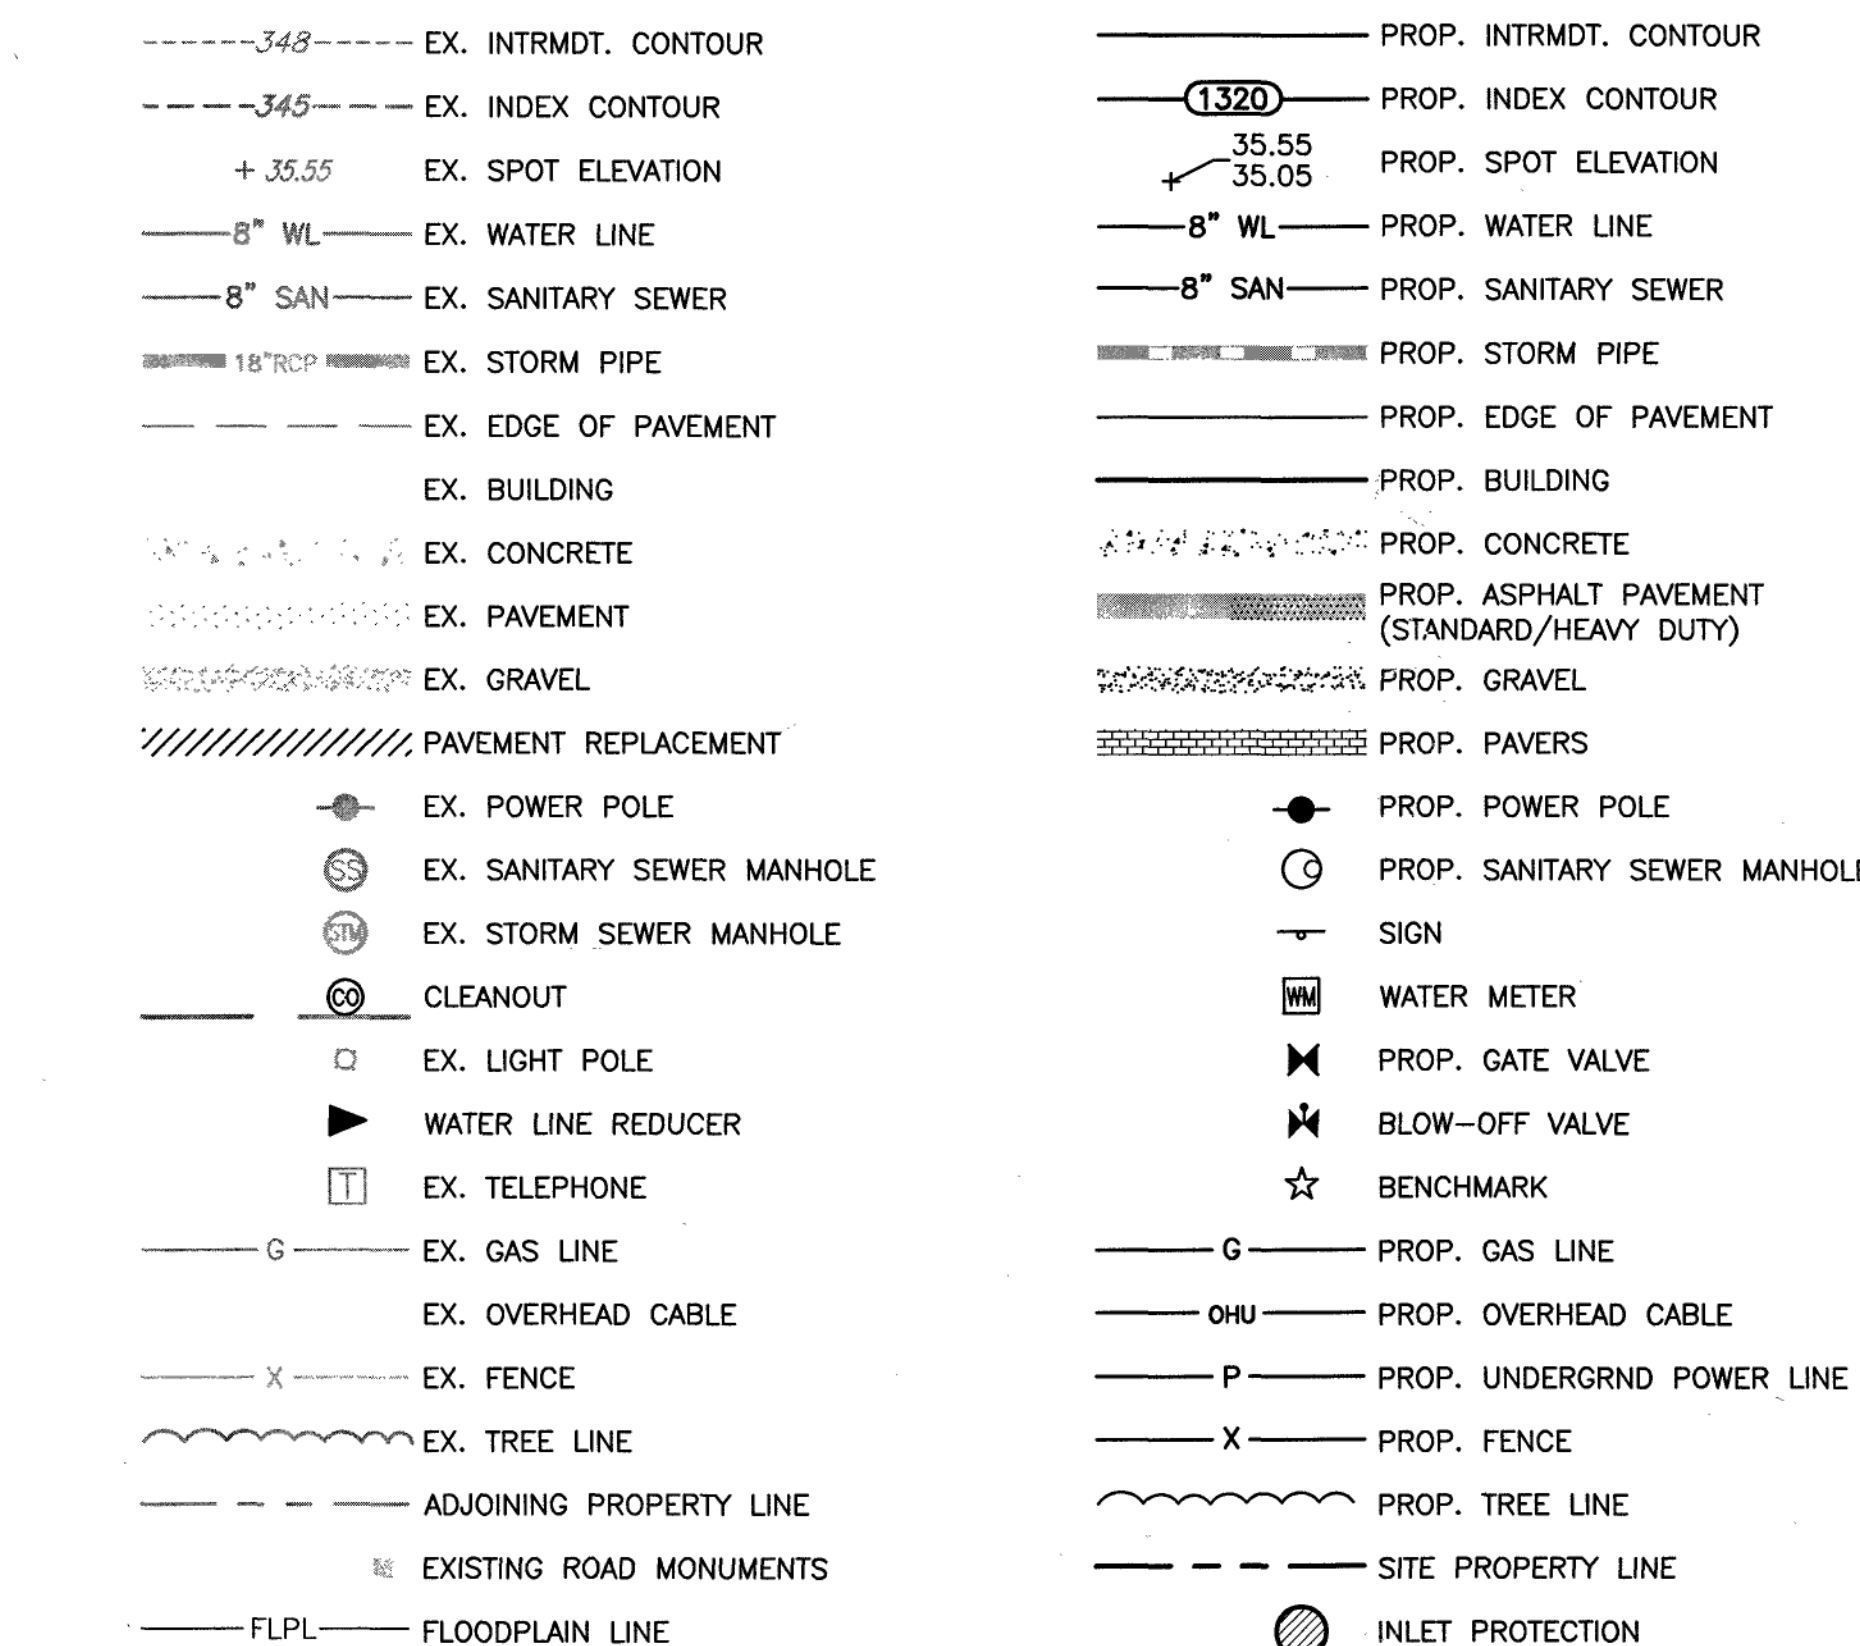 348 EX. INTRMDT. CONTOUR
345 EX. INDEX CONTOUR
+ 35.55 EX. SPOT ELEVATION
8" WL EX. WATER LINE
8" SAN EX. SANITARY SEWER
18"RCP EX. STORM PIPE
EX. EDGE OF PAVEMENT
EX. BUILDING
EX. CONCRETE
EX. PAVEMENT
EX. GRAVEL
PAVEMENT REPLACEMENT
EX. POWER POLE
SS EX. SANITARY SEWER MANHOLE
STM EX. STORM SEWER MANHOLE
CO CLEANOUT
EX. LIGHT POLE
WATER LINE REDUCER
T EX. TELEPHONE
G EX. GAS LINE
EX. OVERHEAD CABLE
X EX. FENCE
EX. TREE LINE
ADJOINING PROPERTY LINE
EXISTING ROAD MONUMENTS
FLPL FLOODPLAIN LINE
PROP. INTRMDT. CONTOUR
1320 PROP. INDEX CONTOUR
35.55
35.05 PROP. SPOT ELEVATION
8" WL PROP. WATER LINE
8" SAN PROP. SANITARY SEWER
PROP. STORM PIPE
PROP. EDGE OF PAVEMENT
PROP. BUILDING
PROP. CONCRETE
PROP. ASPHALT PAVEMENT
(STANDARD/HEAVY DUTY)
PROP. GRAVEL
PROP. PAVERS
PROP. POWER POLE
PROP. SANITARY SEWER MANHOLE
SIGN
WM WATER METER
PROP. GATE VALVE
BLOW-OFF VALVE
BENCHMARK
G PROP. GAS LINE
OHU PROP. OVERHEAD CABLE
P PROP. UNDERGRND POWER LINE
X PROP. FENCE
PROP. TREE LINE
SITE PROPERTY LINE
INLET PROTECTION